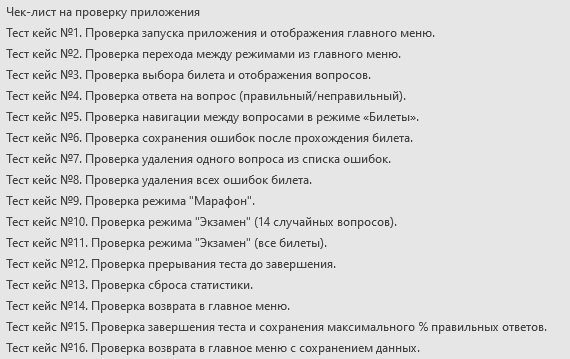 Чек-лист на проверку приложения
Тест кейс №1. Проверка запуска приложения и отображения главного меню.
Тест кейс №2. Проверка перехода между режимами из главного меню.
Тест кейс №3. Проверка выбора билета и отображения вопросов.
Тест кейс №4. Проверка ответа на вопрос (правильный/неправильный).
Тест кейс №5. Проверка навигации между вопросами в режиме «Билеты».
Тест кейс №6. Проверка сохранения ошибок после прохождения билета.
Тест кейс №7. Проверка удаления одного вопроса из списка ошибок.
Тест кейс №8. Проверка удаления всех ошибок билета.
Тест кейс №9. Проверка режима "Марафон".
Тест кейс №10. Проверка режима "Экзамен" (14 случайных вопросов).
Тест кейс №11. Проверка режима "Экзамен" (все билеты).
Тест кейс №12. Проверка прерывания теста до завершения.
Тест кейс №13. Проверка сброса статистики.
Тест кейс №14. Проверка возврата в главное меню.
Тест кейс №15. Проверка завершения теста и сохранения максимального % правильных ответов.
Тест кейс №16. Проверка возврата в главное меню с сохранением данных.